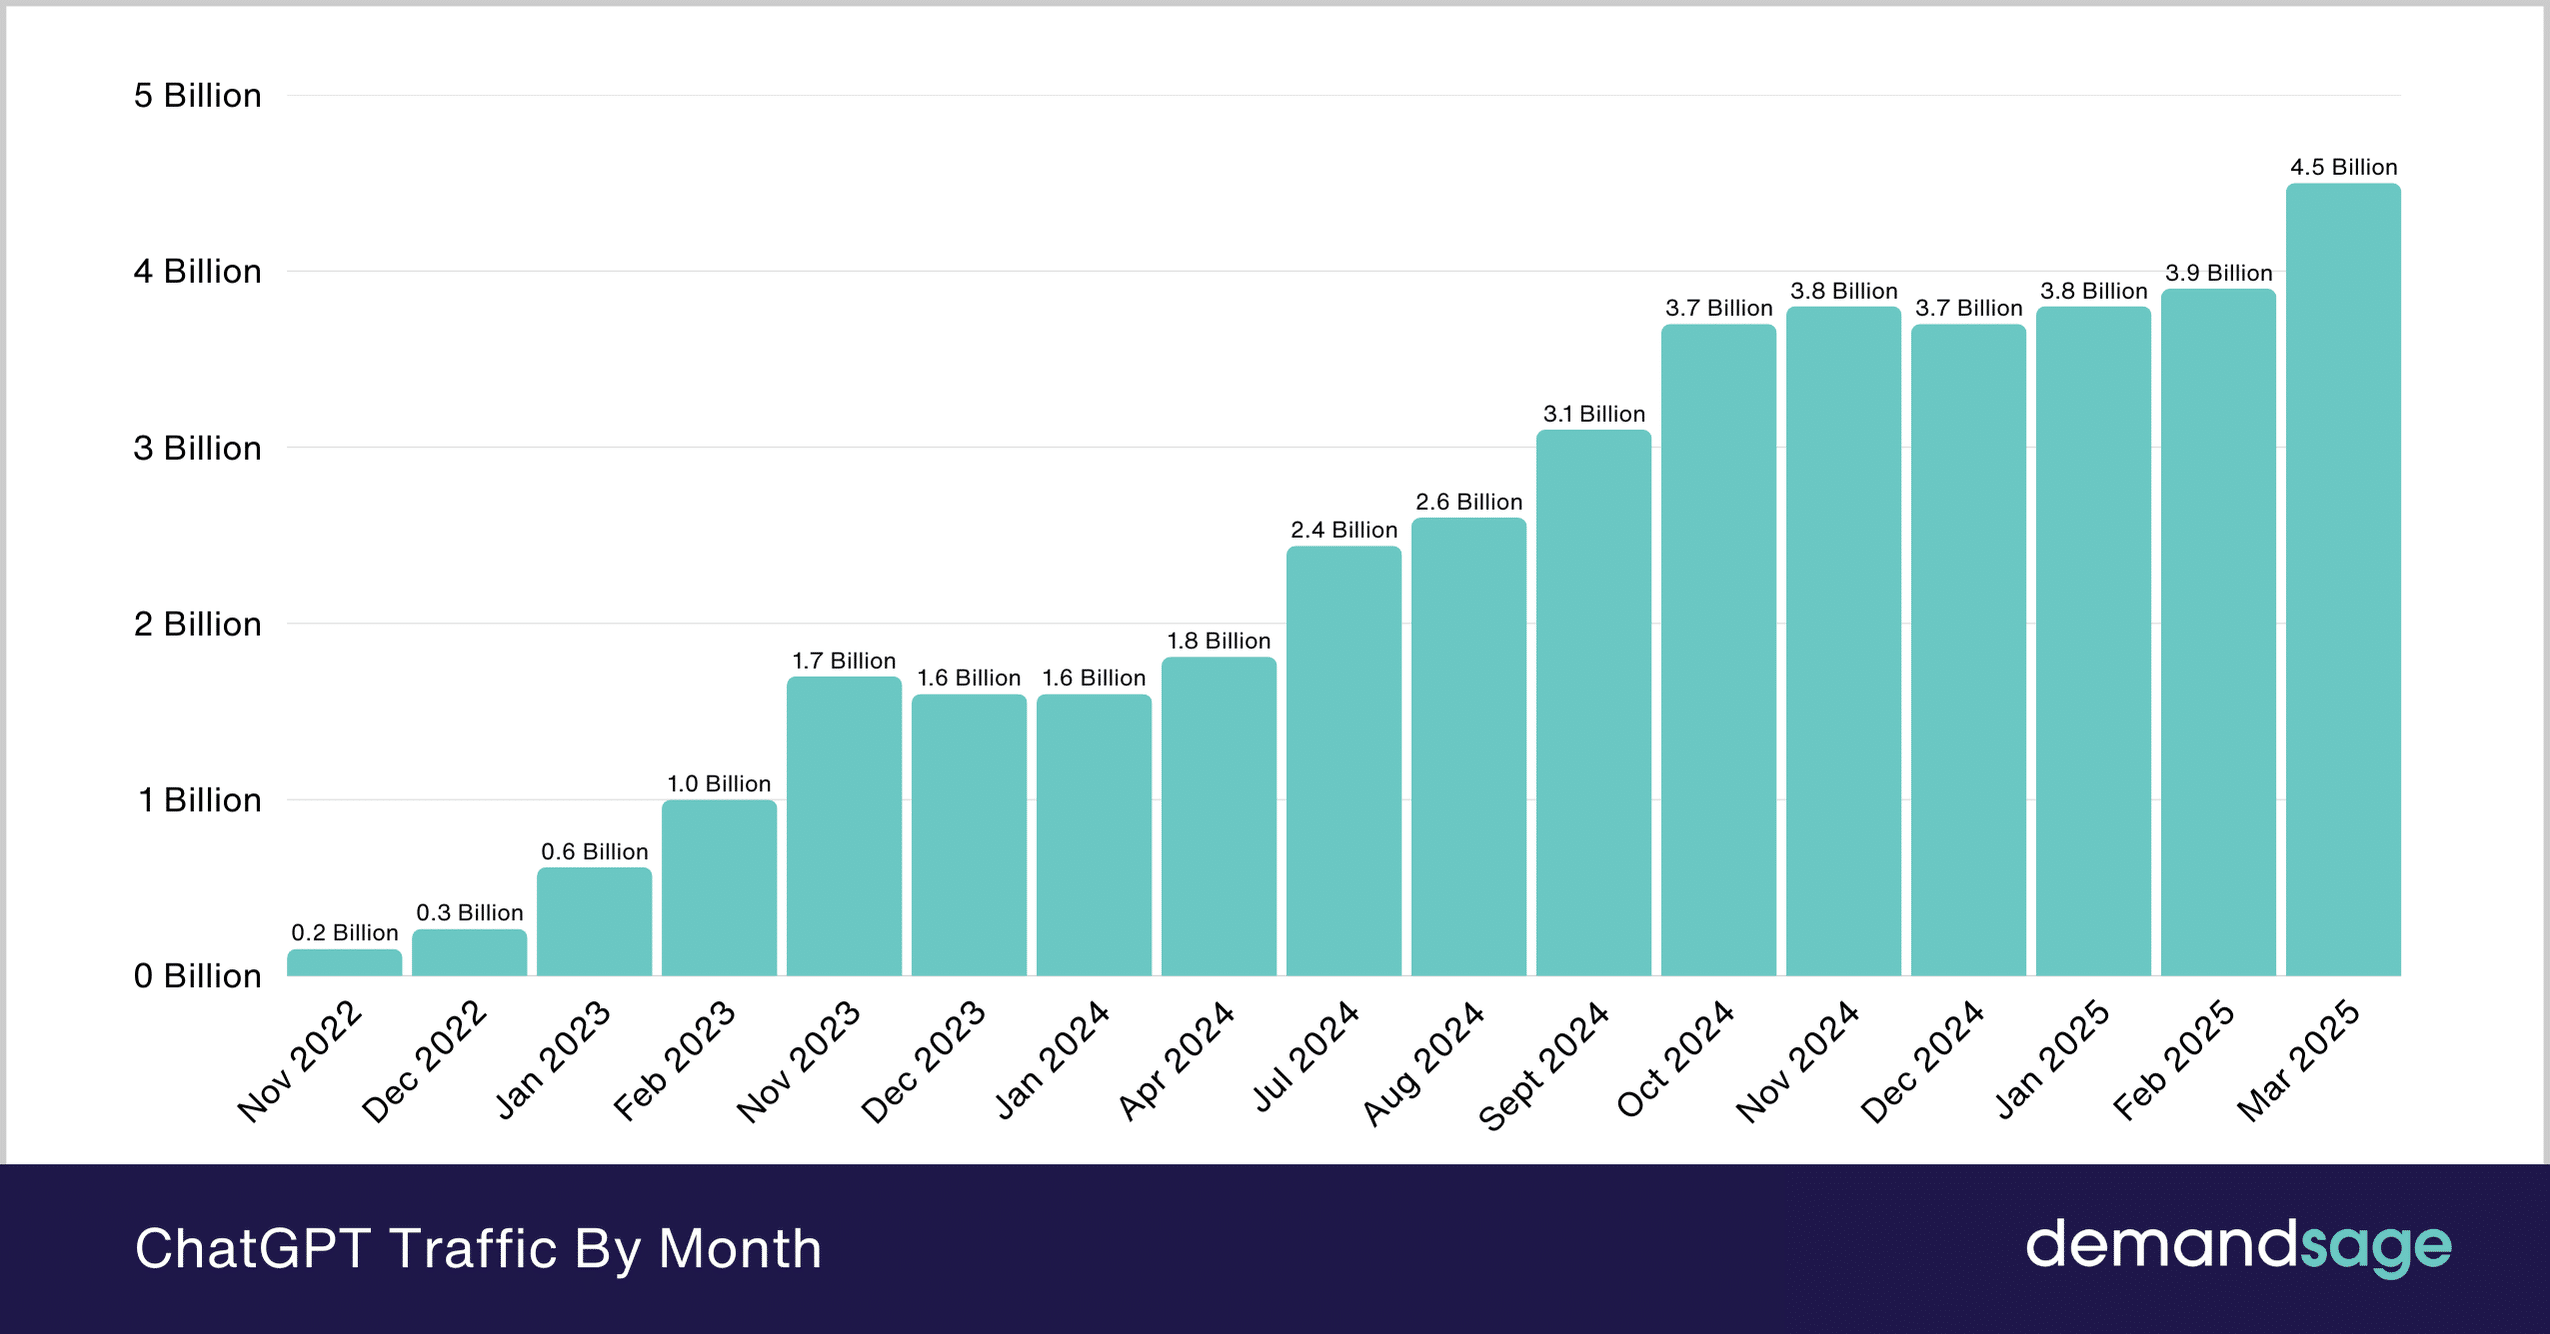 5 Billion
4 Billion
3 Billion
2 Billion
1 Billion
0 Billion
0.2 Billion
0.3 Billion
0.6 Billion
1.0 Billion
1.7 Billion
1.6 Billion
1.6 Billion
1.8 Billion
2.4 Billion
2.6 Billion
3.1 Billion
3.7 Billion
3.8 Billion
3.7 Billion
3.8 Billion
3.9 Billion
4.5 Billion
Nov 2022
Dec 2022
Jan 2023
Feb 2023
Nov 2023
Dec 2023
Jan 2024
Apr 2024
Jul 2024
Aug 2024
Sept 2024
Oct 2024
Nov 2024
Dec 2024
Jan 2025
Feb 2025
Mar 2025
ChatGPT Traffic By Month
demandsage